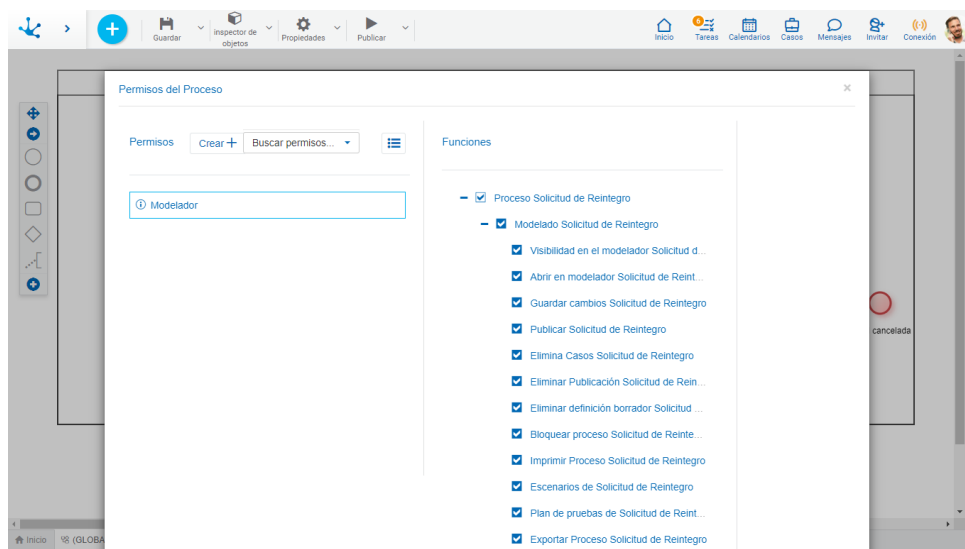 Guardar
inspector de
objetos
Propiedades
Publicar
Inicio
6
Tareas
Calendarios
Casos
Mensajes
Invitar
Conexión
Permisos del Proceso
×
Permisos
Crear +
Buscar permisos...
Funciones
Modelador
Proceso Solicitud de Reintegro
Modelado Solicitud de Reintegro
Visibilidad en el modelador Solicitud d...
Abrir en modelador Solicitud de Reint...
Guardar cambios Solicitud de Reintegro
Publicar Solicitud de Reintegro
Elimina Casos Solicitud de Reintegro
Eliminar Publicación Solicitud de Rein...
Eliminar definición borrador Solicitud ...
Bloquear proceso Solicitud de Reinte...
Imprimir Proceso Solicitud de Reintegro
Escenarios de Solicitud de Reintegro
Plan de pruebas de Solicitud de Reint...
Exportar Proceso Solicitud de Reintegro
cancelada
Inicio
(GLOBA